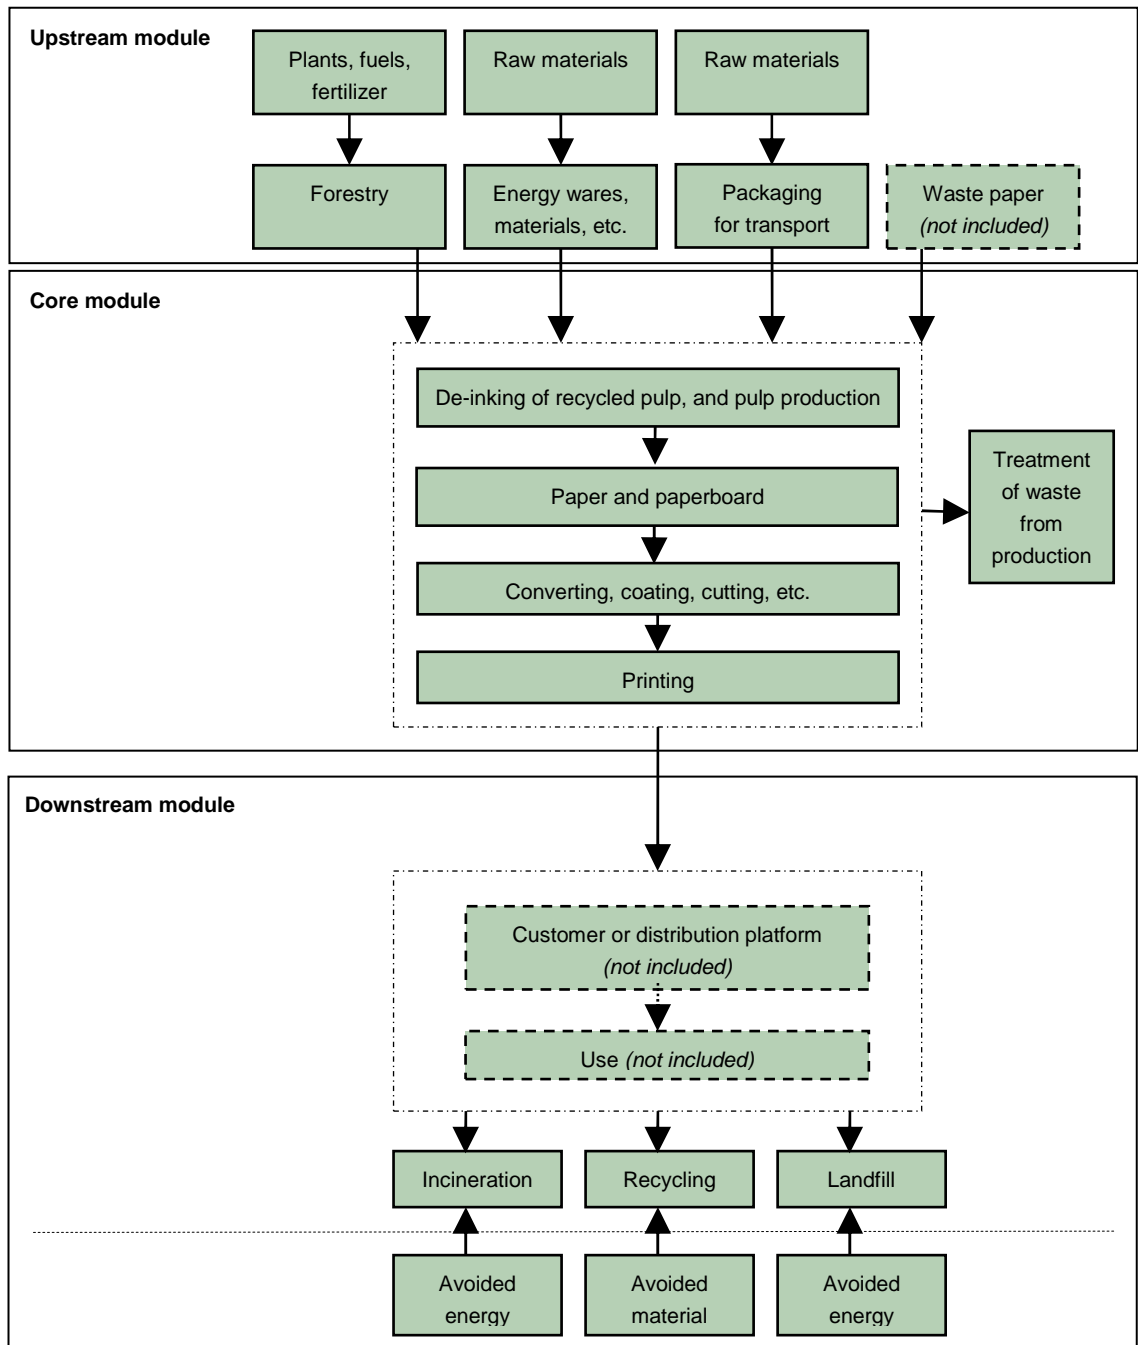 Upstream module
Plants, fuels,
fertilizer
Raw materials
Raw materials
Forestry
Energy wares,
materials, etc.
Packaging
for transport
Waste paper
(not included)
Core module
De-inking of recycled pulp, and pulp production
Paper and paperboard
Converting, coating, cutting, etc.
Printing
Treatment
of waste
from
production
Downstream module
Customer or distribution platform
(not included)
Use (not included)
Incineration
Recycling
Landfill
Avoided
energy
Avoided
material
Avoided
energy